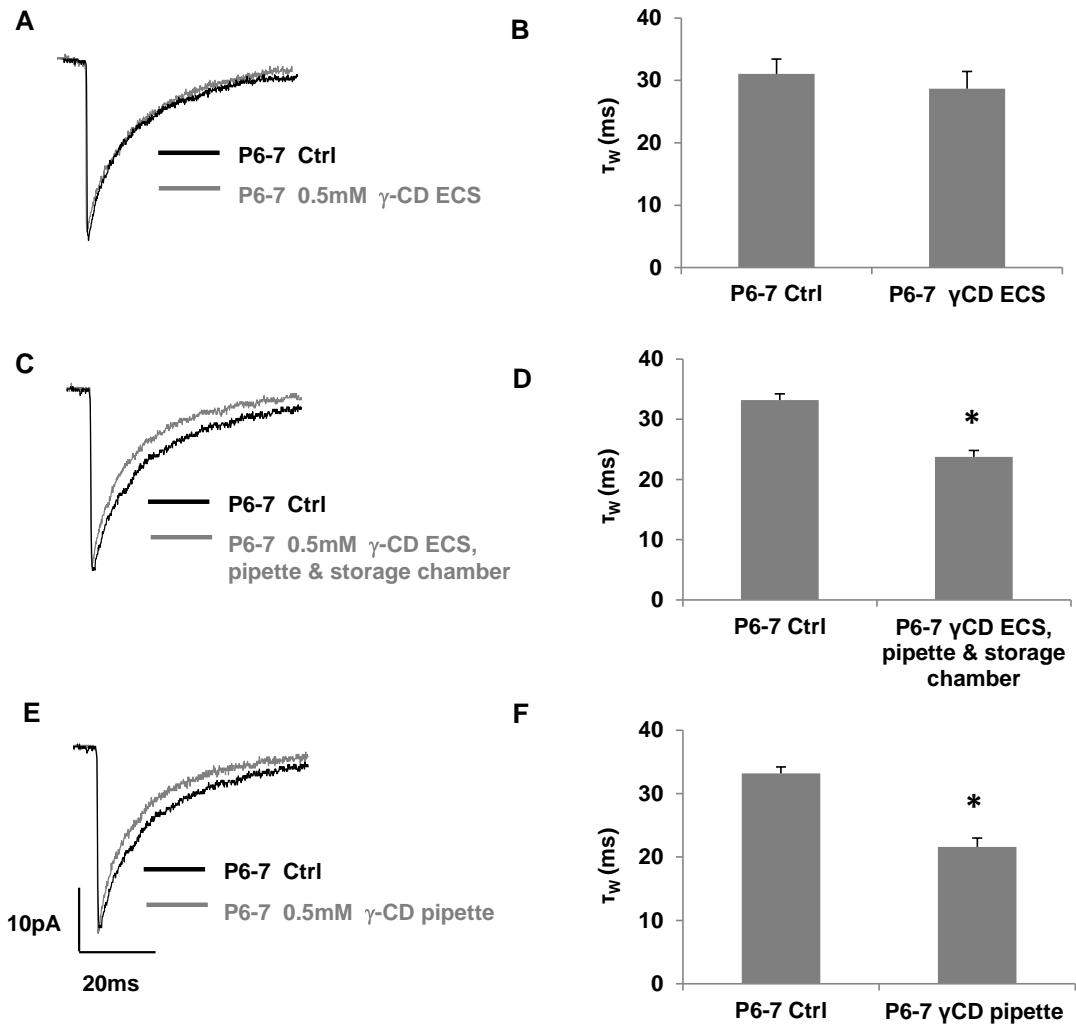 A
P6-7 Ctrl
P6-7 0.5mM γ-CD ECS
B
40
30
20
10
0
τW (ms)
P6-7 Ctrl
P6-7 γCD ECS
C
P6-7 Ctrl
P6-7 0.5mM γ-CD ECS,
pipette & storage chamber
D
40
30
20
10
0
τW (ms)
*
P6-7 Ctrl
P6-7 γCD ECS,
pipette & storage
chamber
E
P6-7 Ctrl
P6-7 0.5mM γ-CD pipette
10pA
20ms
F
40
30
20
10
0
τW (ms)
*
P6-7 Ctrl
P6-7 γCD pipette